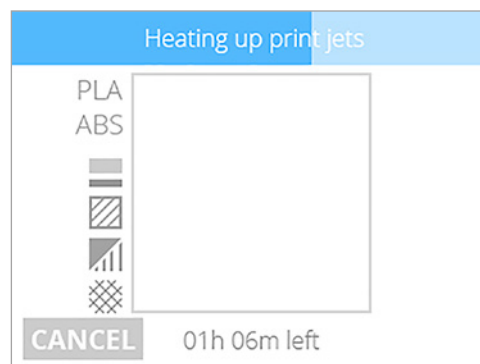 Heating up print jets
PLA
ABS
CANCEL
01h 06m left